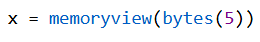 x = memoryview(bytes(5))